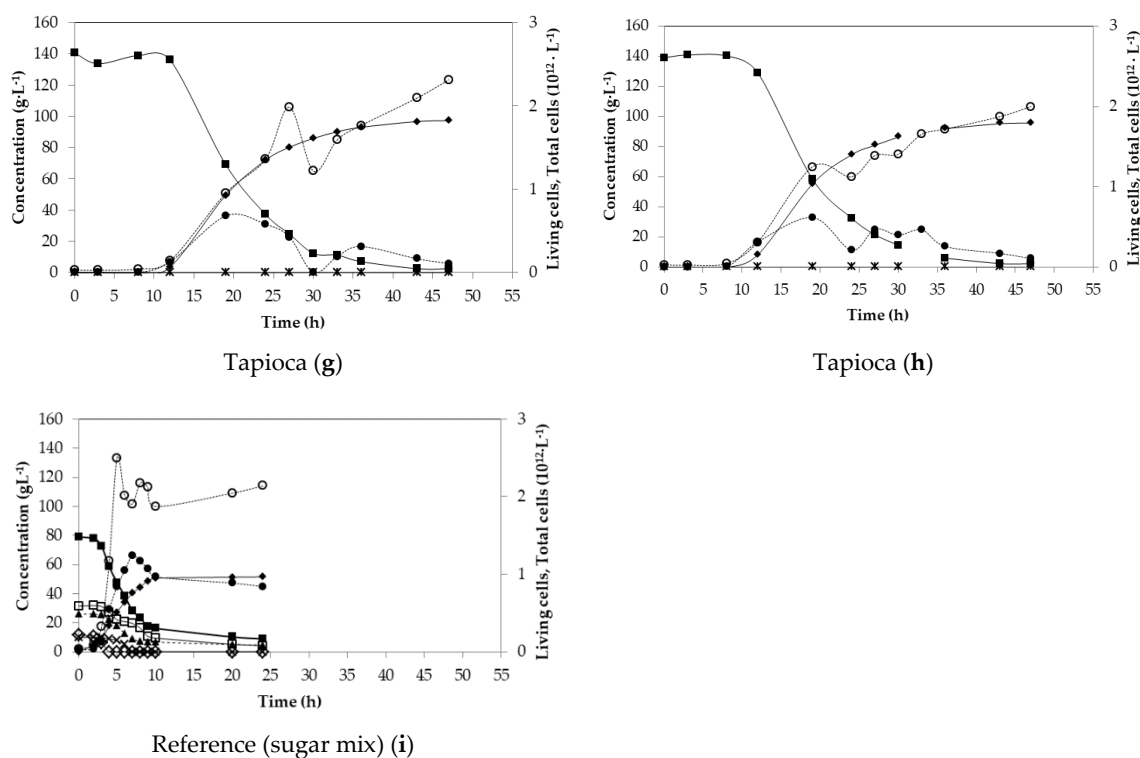 160
140
120
100
80
60
40
20
0
Concentration (g·L-1)
3
2
1
0
Living cells, Total cells (10¹² · L-1)
0 5 10 15 20 25 30 35 40 45 50 55
Time (h)
Tapioca (g)
160
140
120
100
80
60
40
20
0
Concentration (g·L-1)
3
2
1
0
Living cells, Total cells (10¹² · L-1)
0 5 10 15 20 25 30 35 40 45 50 55
Time (h)
Tapioca (h)
160
140
120
100
80
60
40
20
0
Concentration (gL-1)
3
2
1
0
Living cells, Total cells (10¹²·L-1)
0 5 10 15 20 25 30 35 40 45 50 55
Time (h)
Reference (sugar mix) (i)